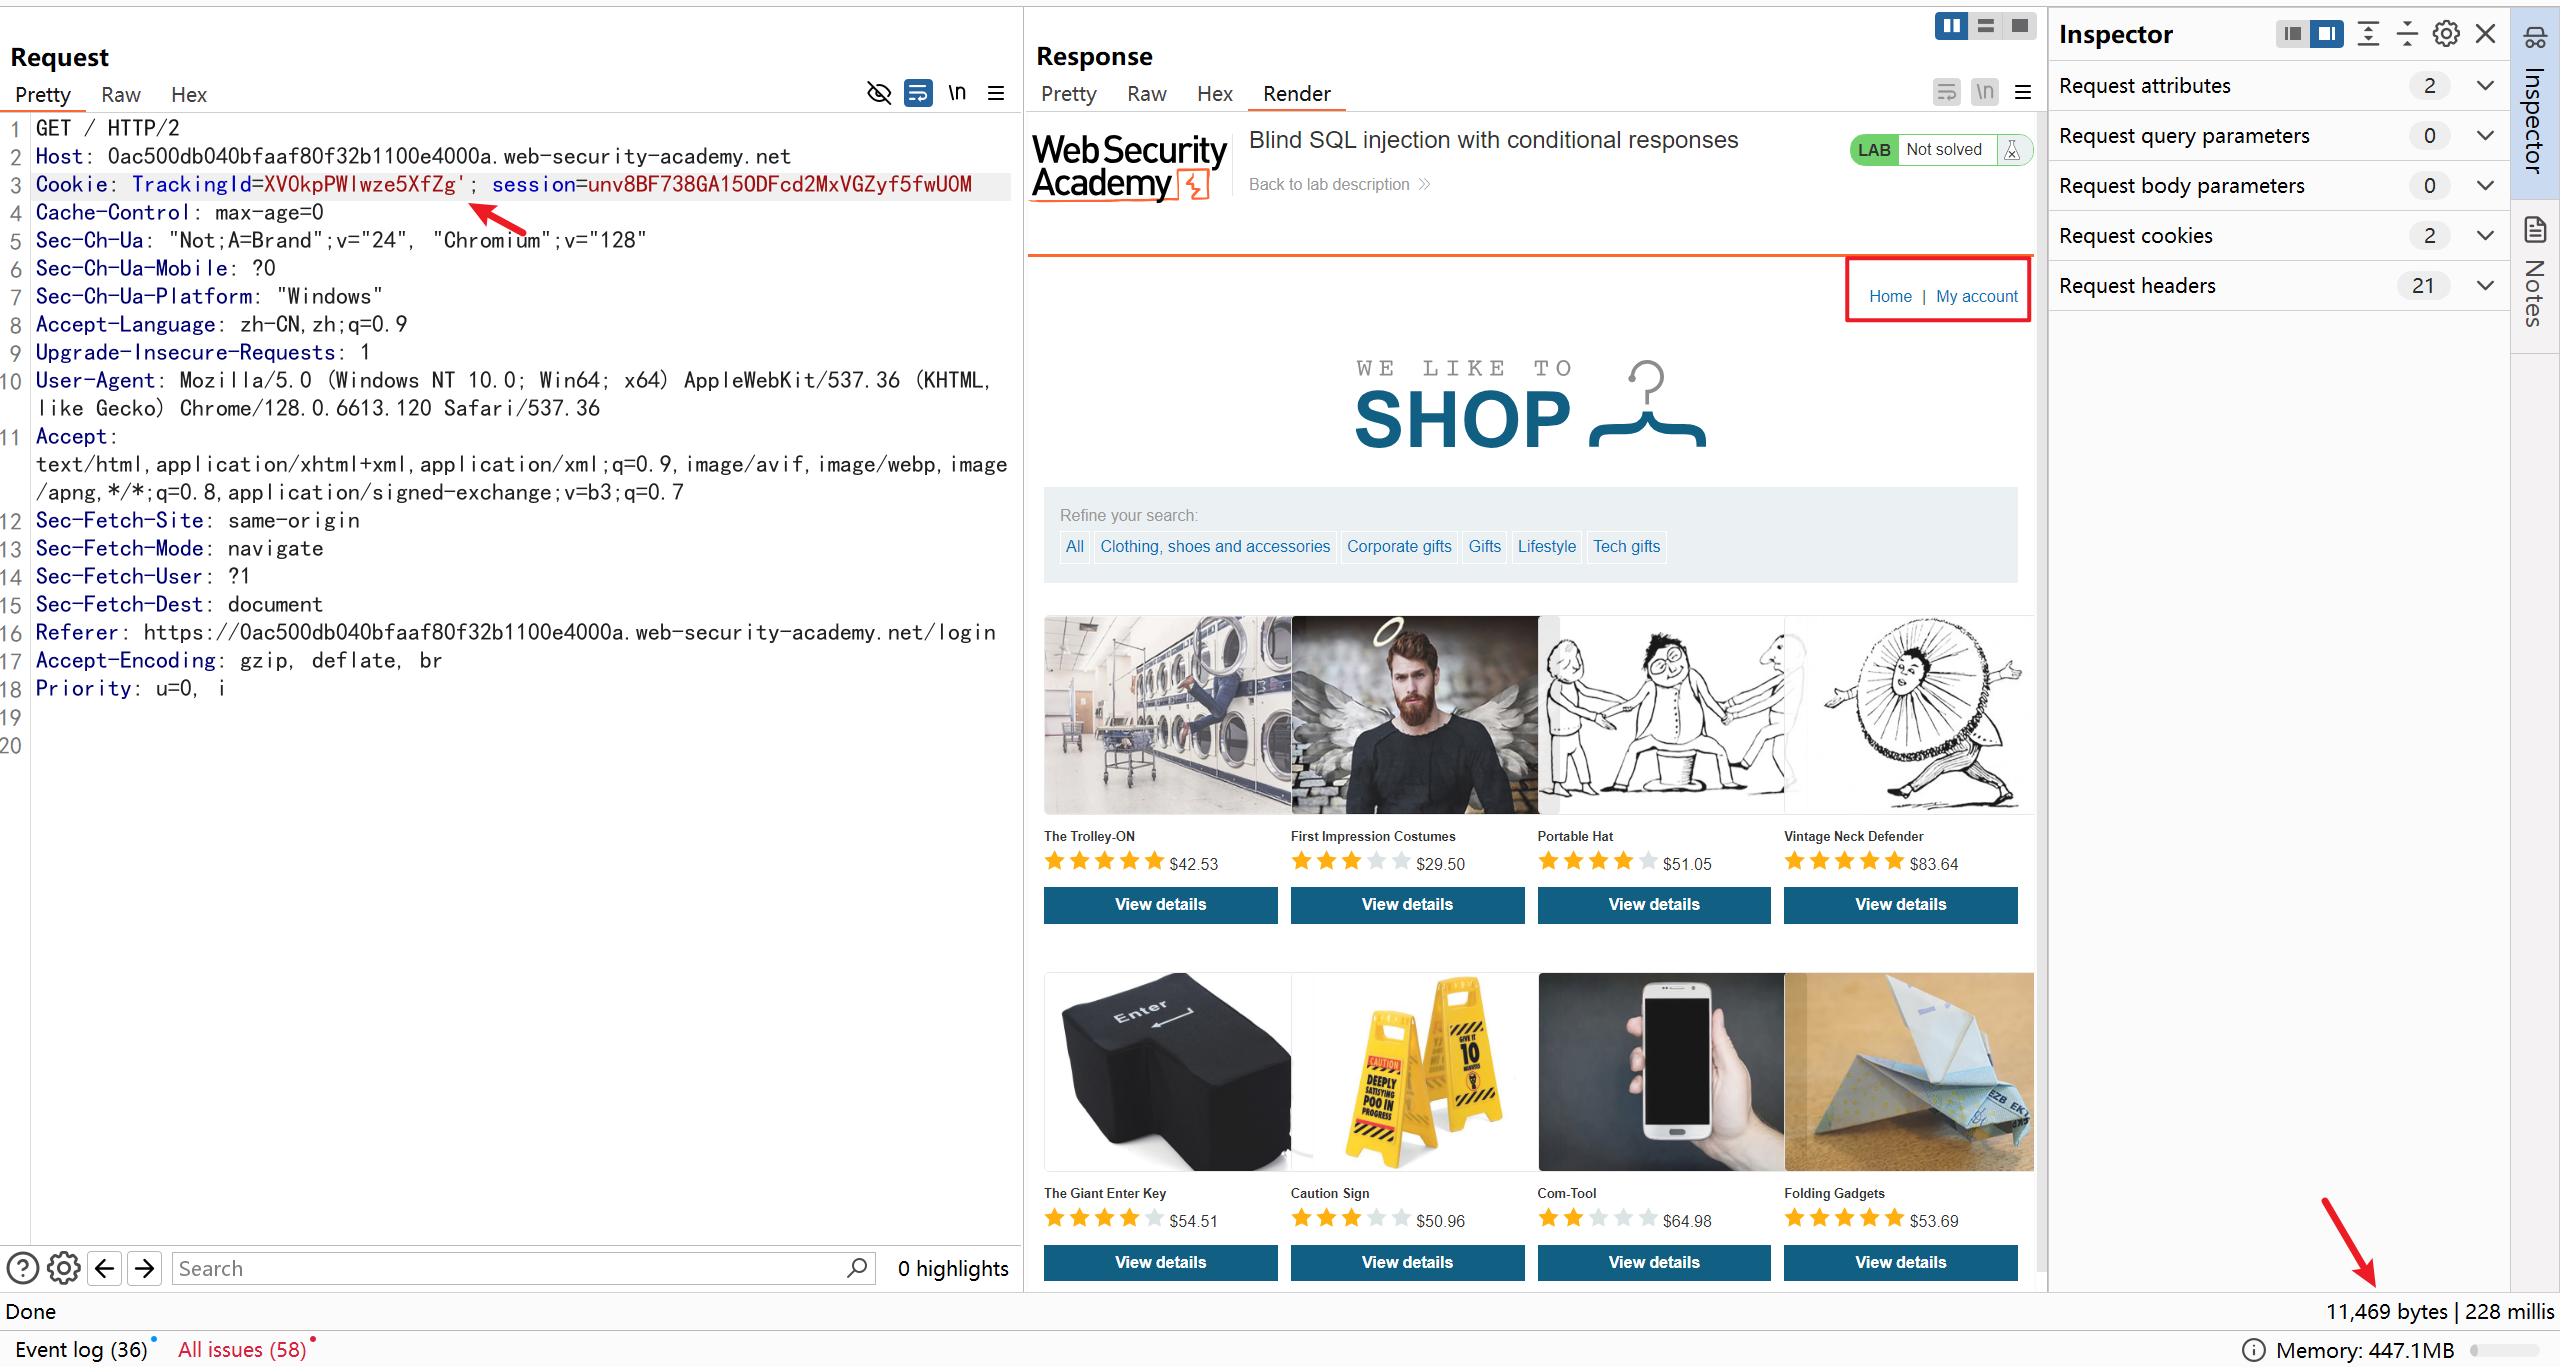 Request
Pretty Raw Hex \n
1 GET / HTTP/2
2 Host: 0ac500db040bfaaf80f32b1100e4000a.web-security-academy.net
3 Cookie: TrackingId=XVOkpPWlwze5XfZg'; session=unv8BF738GA15ODFcd2MxVGZyf5fwUOM
4 Cache-Control: max-age=0
5 Sec-Ch-Ua: "Not;A=Brand";v="24", "Chromium";v="128"
6 Sec-Ch-Ua-Mobile: ?0
7 Sec-Ch-Ua-Platform: "Windows"
8 Accept-Language: zh-CN,zh;q=0.9
9 Upgrade-Insecure-Requests: 1
10 User-Agent: Mozilla/5.0 (Windows NT 10.0; Win64; x64) AppleWebKit/537.36 (KHTML,
like Gecko) Chrome/128.0.6613.120 Safari/537.36
11 Accept:
text/html,application/xhtml+xml,application/xml;q=0.9,image/avif,image/webp,image
/apng,*/*;q=0.8,application/signed-exchange;v=b3;q=0.7
12 Sec-Fetch-Site: same-origin
13 Sec-Fetch-Mode: navigate
14 Sec-Fetch-User: ?1
15 Sec-Fetch-Dest: document
16 Referer: https://0ac500db040bfaaf80f32b1100e4000a.web-security-academy.net/login
17 Accept-Encoding: gzip, deflate, br
18 Priority: u=0, i
19
20
Search
0 highlights
Response
Pretty Raw Hex Render \n
Web Security
Academy
Blind SQL injection with conditional responses
Back to lab description >>
LAB Not solved
Home | My account
WE LIKE TO
SHOP
Refine your search:
All Clothing, shoes and accessories Corporate gifts Gifts Lifestyle Tech gifts
The Trolley-ON First Impression Costumes Portable Hat Vintage Neck Defender
$42.53 $29.50 $51.05 $83.64
View details View details View details View details
Enter
CAUTION
DEEPLY
SATISFYING
POO IN
PROGRESS
GIVE IT
10
EZB EK
The Giant Enter Key Caution Sign Com-Tool Folding Gadgets
$54.51 $50.96 $64.98 $53.69
View details View details View details View details
Inspector
Request attributes 2
Request query parameters 0
Request body parameters 0
Request cookies 2
Request headers 21
Inspector
Notes
Done
11,469 bytes | 228 millis
Event log (36) All issues (58)
Memory: 447.1MB